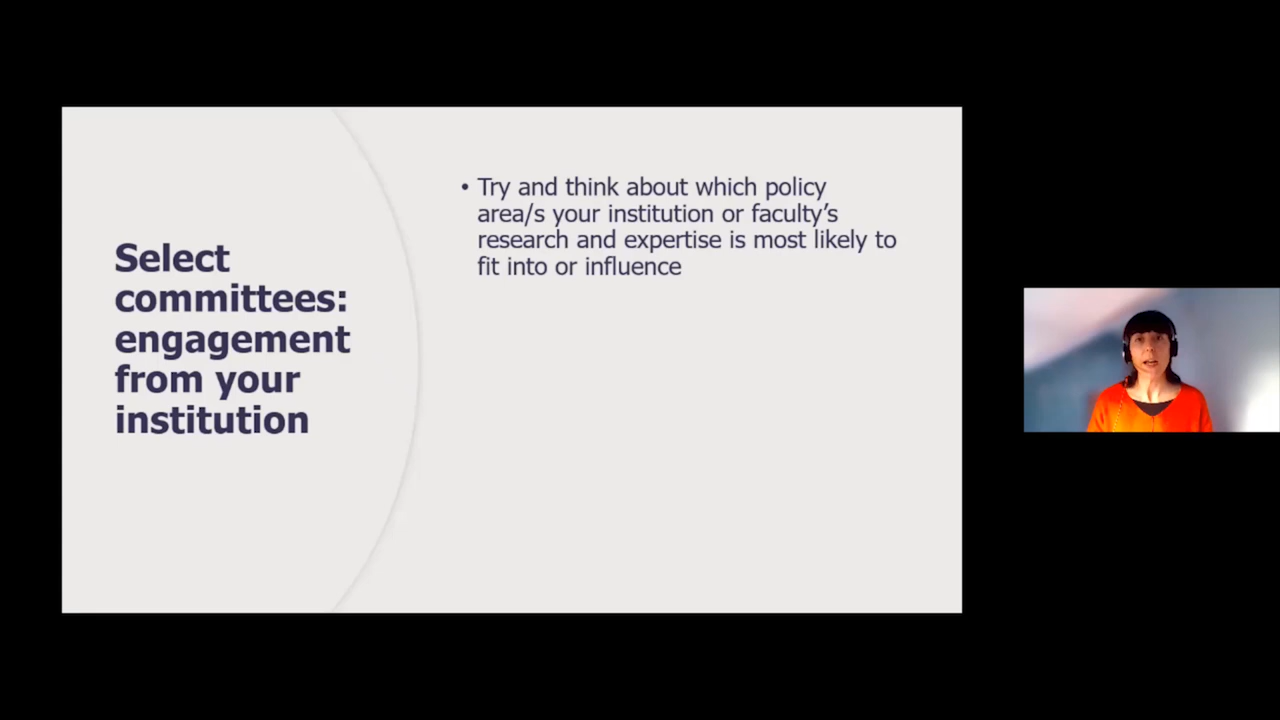 Select
committees:
engagement
from your
institution
• Try and think about which policy
area/s your institution or faculty’s
research and expertise is most likely to
fit into or influence